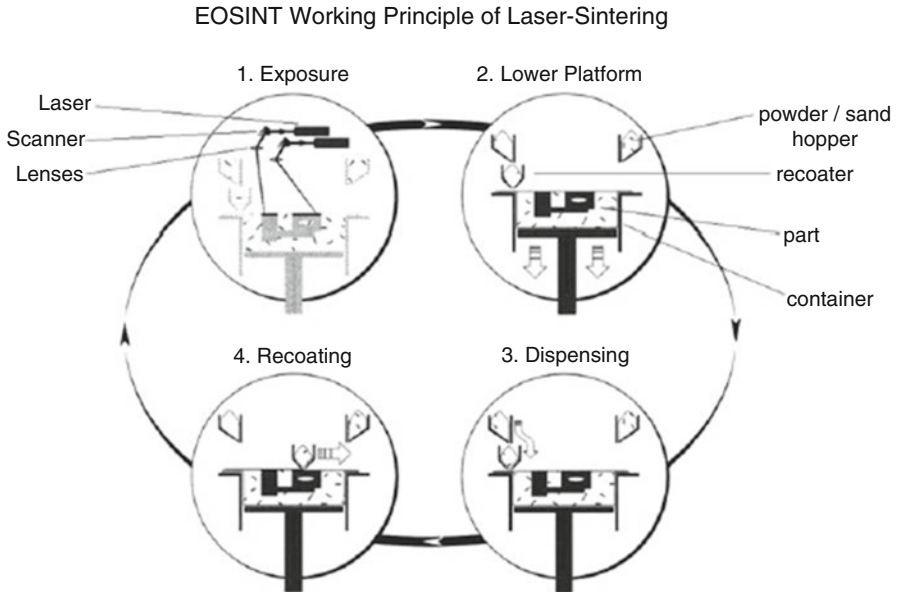 EOSINT Working Principle of Laser-Sintering
1. Exposure
2. Lower Platform
Laser
Scanner
Lenses
powder / sand
hopper
recoater
part
container
4. Recoating
3. Dispensing